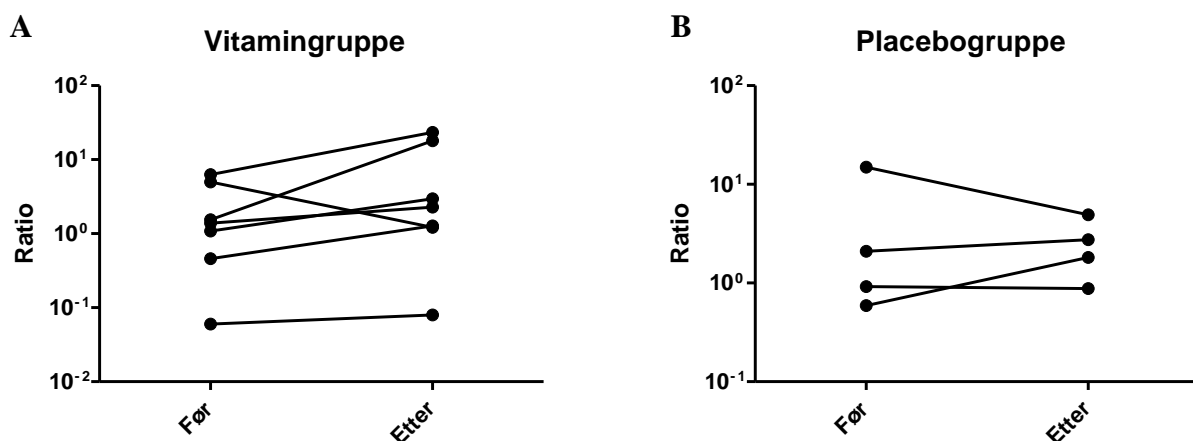 A
Vitamingruppe
Ratio
10²
10¹
10⁰
10⁻¹
10⁻²
Før
Etter
B
Placebogruppe
Ratio
10²
10¹
10⁰
10⁻¹
Før
Etter